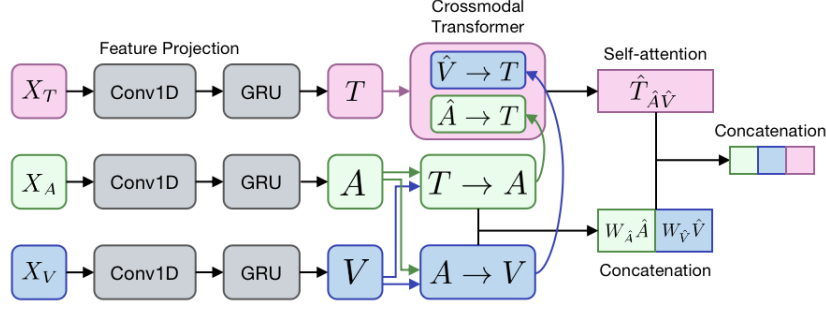 Crossmodal
Transformer
Feature Projection
Self-attention
X_T
Conv1D
GRU
T
V̂ → T
Â → T
T̂_{ÂV̂}
Concatenation
X_A
Conv1D
GRU
A
T → A
X_V
Conv1D
GRU
V
A → V
W_Â Â
W_V̂ V̂
Concatenation